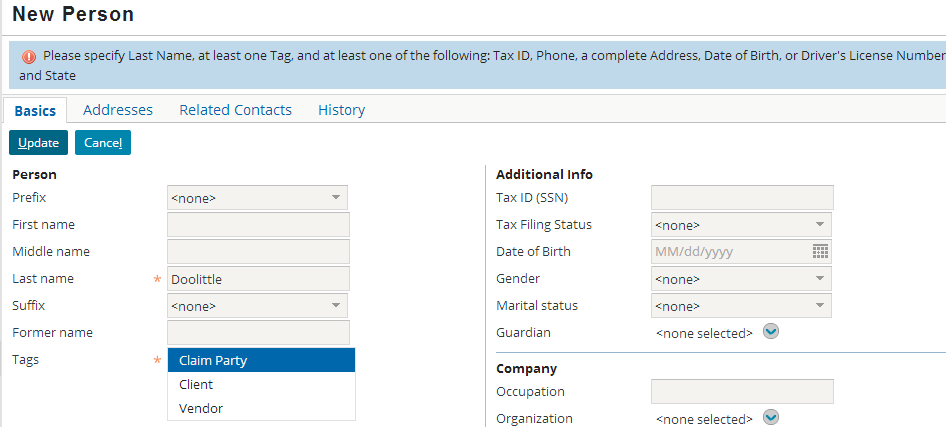 New Person
Please specify Last Name, at least one Tag, and at least one of the following: Tax ID, Phone, a complete Address, Date of Birth, or Driver's License Number
and State
Basics Addresses Related Contacts History
Update Cancel
Person
Prefix <none>
First name
Middle name
Last name * Doolittle
Suffix <none>
Former name
Tags * Claim Party
Client
Vendor
Additional Info
Tax ID (SSN)
Tax Filing Status <none>
Date of Birth MM/dd/yyyy
Gender <none>
Marital status <none>
Guardian <none selected>
Company
Occupation
Organization <none selected>